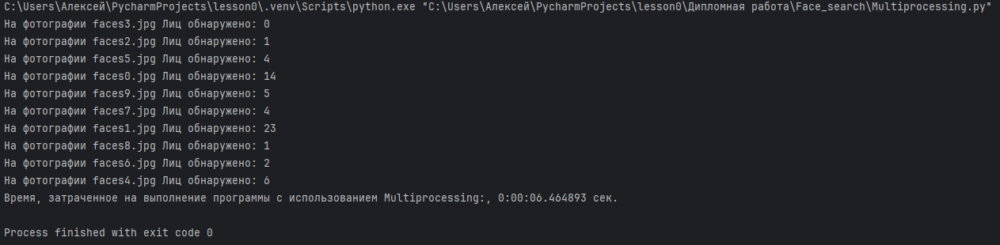 C:\Users\Алексей\PycharmProjects\lesson0\.venv\Scripts\python.exe "C:\Users\Алексей\PycharmProjects\lesson0\Дипломная работа\Face_search\Multiprocessing.py"
На фотографии faces3.jpg Лиц обнаружено: 0
На фотографии faces2.jpg Лиц обнаружено: 1
На фотографии faces5.jpg Лиц обнаружено: 4
На фотографии faces0.jpg Лиц обнаружено: 14
На фотографии faces9.jpg Лиц обнаружено: 5
На фотографии faces7.jpg Лиц обнаружено: 4
На фотографии faces1.jpg Лиц обнаружено: 23
На фотографии faces8.jpg Лиц обнаружено: 1
На фотографии faces6.jpg Лиц обнаружено: 2
На фотографии faces4.jpg Лиц обнаружено: 6
Время, затраченное на выполнение программы с использованием Multiprocessing:, 0:00:06.464893 сек.
Process finished with exit code 0